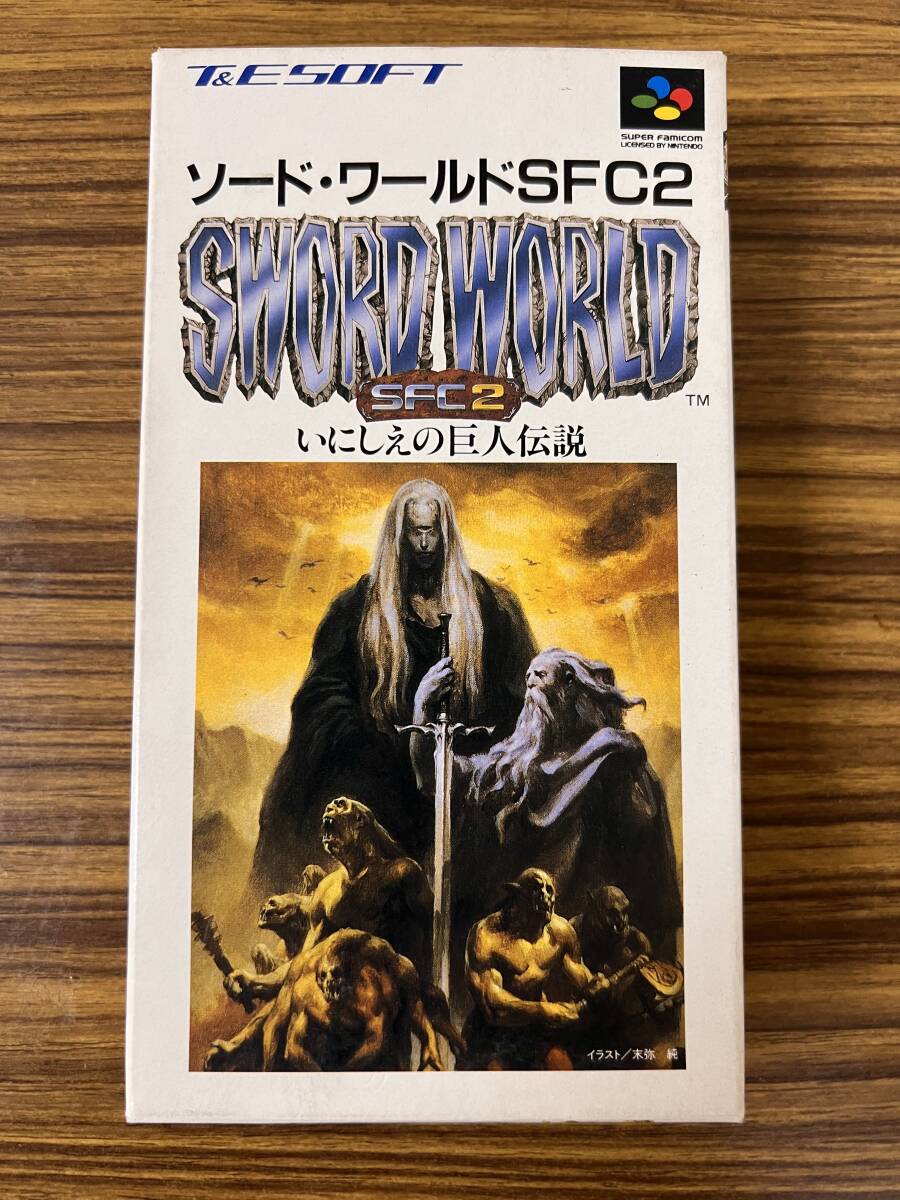 T&E SOFT
SUPER FAMICOM
LICENSED BY NINTENDO
ソード・ワールドSFC2
SWORD WORLD
TM
SFC2
いにしえの巨人伝説
イラスト/末弥 純